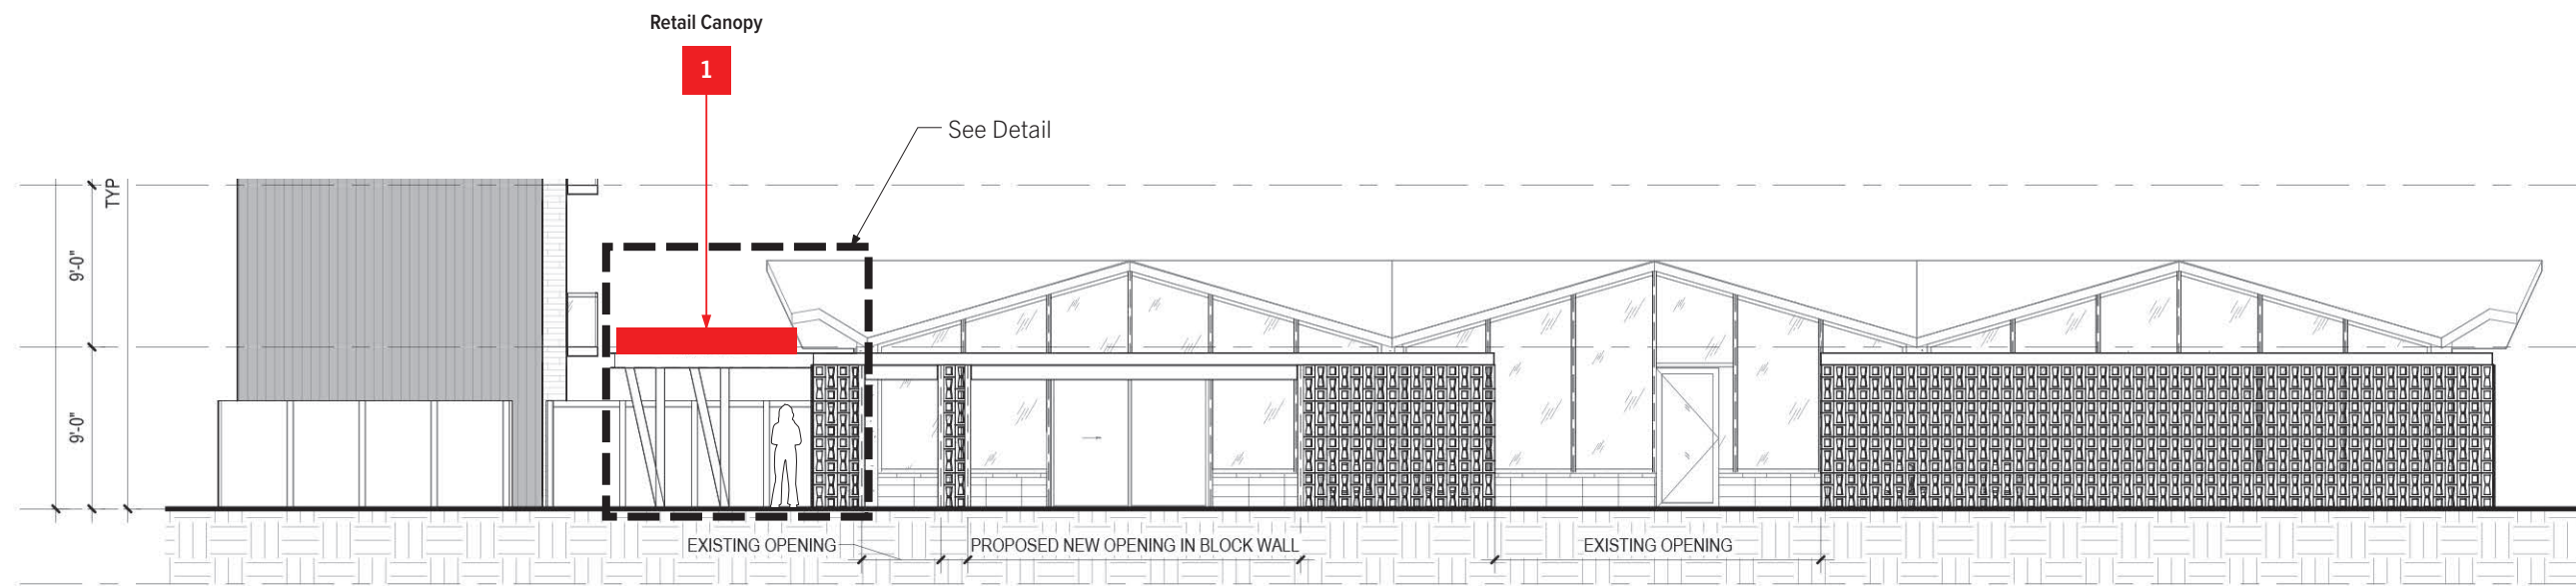 Retail Canopy
1
See Detail
TYP
9'-0"
9'-0"
EXISTING OPENING
PROPOSED NEW OPENING IN BLOCK WALL
EXISTING OPENING